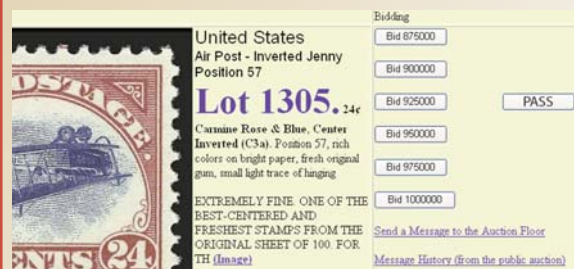 United States
Air Post - Inverted Jenny
Position 57
Lot 1305. 24¢
Carmine Rose & Blue, Center
Inverted (C3a). Position 57, rich
colors on bright paper, fresh original
gum, small light trace of hinging
EXTREMELY FINE. ONE OF THE
BEST-CENTERED AND
FRESHEST STAMPS FROM THE
ORIGINAL SHEET OF 100. FOR
TH (Image)
Bidding
Bid 875000
Bid 900000
Bid 925000
PASS
Bid 950000
Bid 975000
Bid 1000000
Send a Message to the Auction Floor
Message History (from the public auction)
OSTAG
ENTS 24